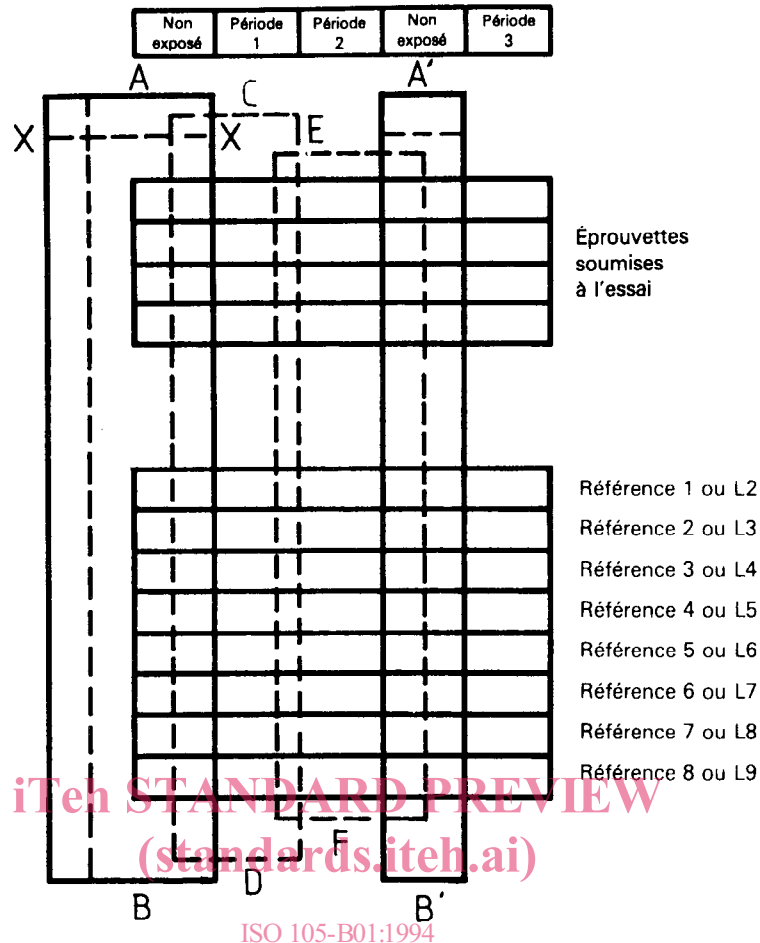 Non exposé
Période 1
Période 2
Non exposé
Période 3
A
A'
C
X
X
E
Éprouvettes
soumises
à l'essai
Référence 1 ou L2
Référence 2 ou L3
Référence 3 ou L4
Référence 4 ou L5
Référence 5 ou L6
Référence 6 ou L7
Référence 7 ou L8
Référence 8 ou L9
iTeh STANDARD PREVIEW
F
(standards.iteh.ai)
D
B
B'
ISO 105-B01:1994